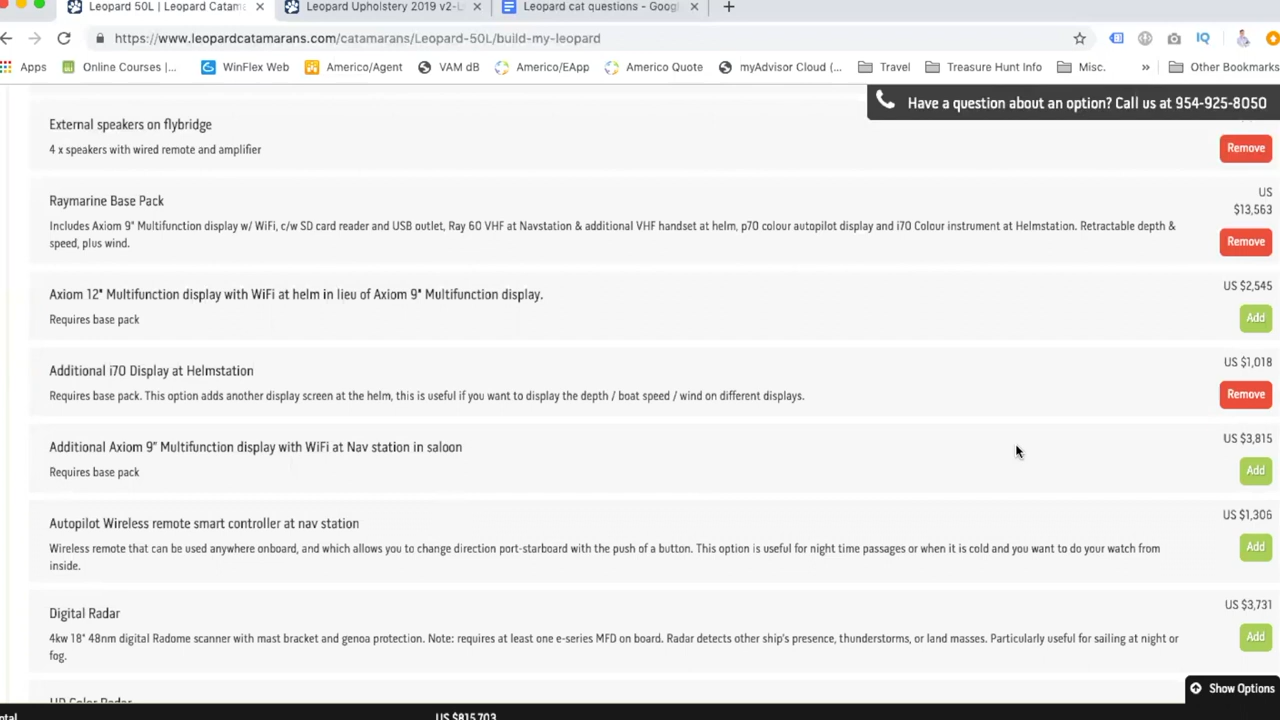 Leopard 50L | Leopard Catam
Leopard Upholstery 2019 v2-L
Leopard cat questions - Googl
https://www.leopardcatamarans.com/catamarans/Leopard-50L/build-my-leopard
Apps
Online Courses |...
WinFlex Web
Americo/Agent
VAM dB
Americo/EApp
Americo Quote
myAdvisor Cloud (...
Travel
Treasure Hunt Info
Misc.
»
Other Bookmarks
Have a question about an option? Call us at 954-925-8050
External speakers on flybridge
4 x speakers with wired remote and amplifier
Remove
Raymarine Base Pack
US
$13,563
Includes Axiom 9" Multifunction display w/ WiFi, c/w SD card reader and USB outlet, Ray 60 VHF at Navstation & additional VHF handset at helm, p70 colour autopilot display and i70 Colour instrument at Helmstation. Retractable depth &
speed, plus wind.
Remove
Axiom 12" Multifunction display with WiFi at helm in lieu of Axiom 9" Multifunction display.
US $2,545
Requires base pack
Add
Additional i70 Display at Helmstation
US $1,018
Requires base pack. This option adds another display screen at the helm, this is useful if you want to display the depth / boat speed / wind on different displays.
Remove
Additional Axiom 9" Multifunction display with WiFi at Nav station in saloon
US $3,815
Requires base pack
Add
Autopilot Wireless remote smart controller at nav station
US $1,306
Wireless remote that can be used anywhere onboard, and which allows you to change direction port-starboard with the push of a button. This option is useful for night time passages or when it is cold and you want to do your watch from
inside.
Add
Digital Radar
US $3,731
4kw 18" 48nm digital Radome scanner with mast bracket and genoa protection. Note: requires at least one e-series MFD on board. Radar detects other ship's presence, thunderstorms, or land masses. Particularly useful for sailing at night or
fog.
Add
HD Color Radar
Show Options
US $815,703